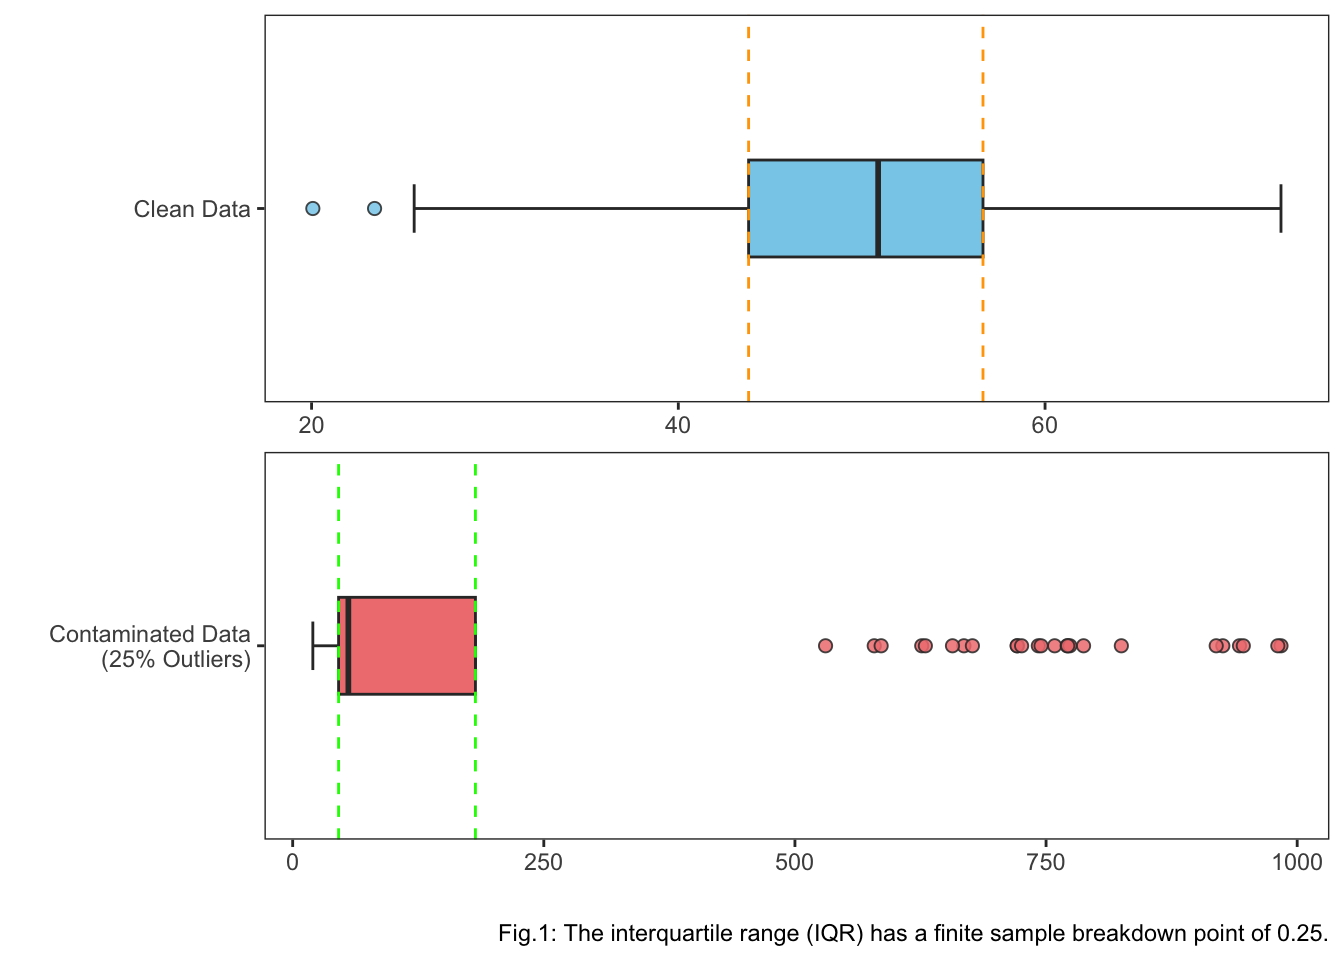 Clean Data
20 40 60
Contaminated Data
(25% Outliers)
0 250 500 750 1000
Fig.1: The interquartile range (IQR) has a finite sample breakdown point of 0.25.